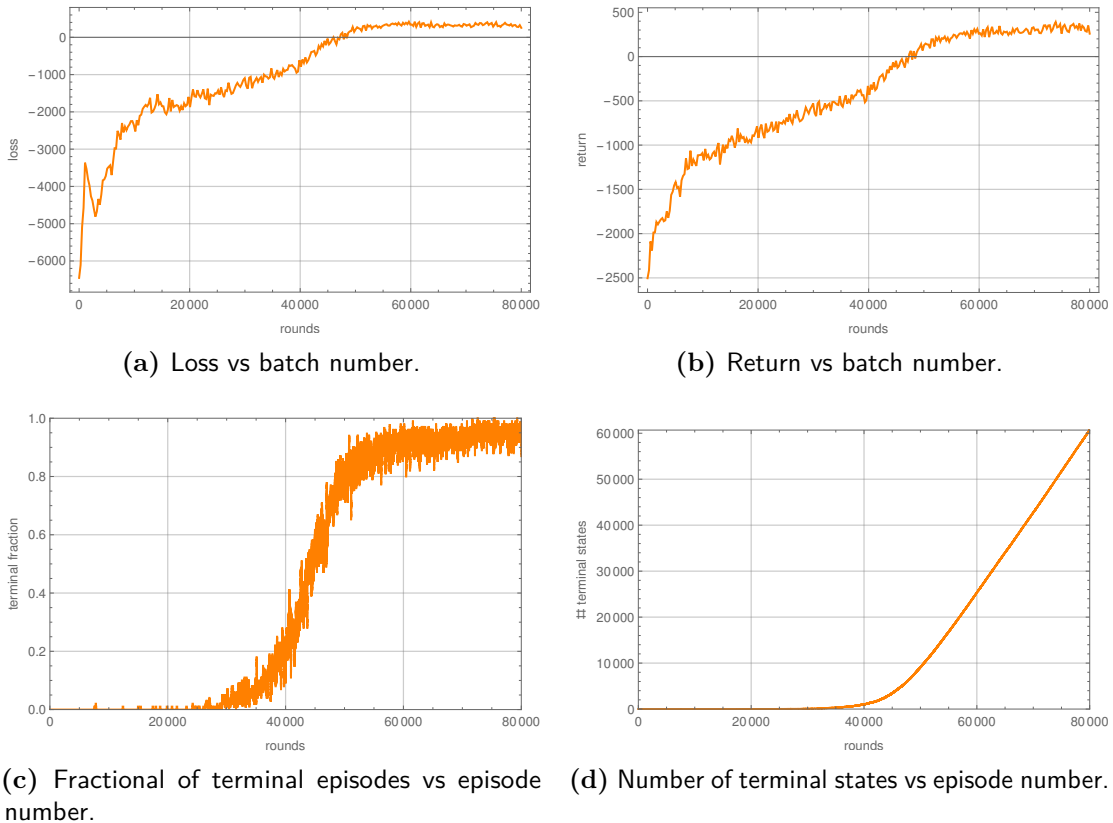 0
−1000
−2000
−3000
−4000
−5000
−6000
loss
0 20000 40000 60000 80000
rounds
(a) Loss vs batch number.
500
0
−500
−1000
−1500
−2000
−2500
return
0 20000 40000 60000 80000
rounds
(b) Return vs batch number.
1.0
0.8
0.6
0.4
0.2
0.0
terminal fraction
0 20000 40000 60000 80000
rounds
(c) Fractional of terminal episodes vs episode
number.
60000
50000
40000
30000
20000
10000
0
# terminal states
0 20000 40000 60000 80000
rounds
(d) Number of terminal states vs episode number.